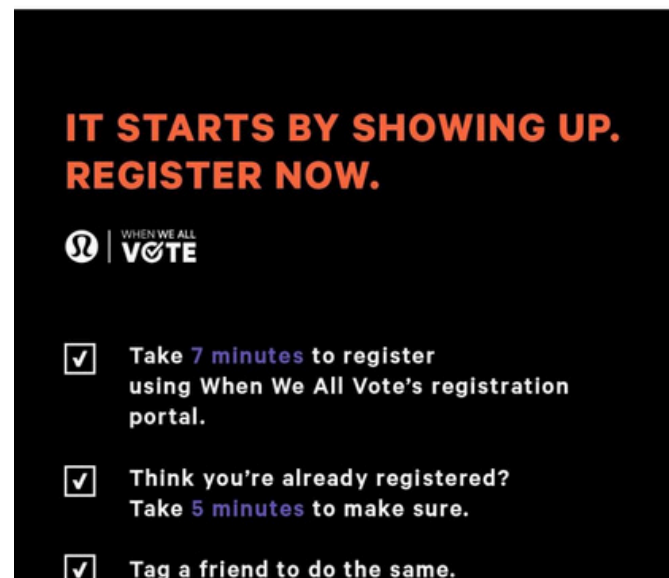 IT STARTS BY SHOWING UP.
REGISTER NOW.
WHEN WE ALL
VOTE
Take 7 minutes to register
using When We All Vote’s registration
portal.
Think you’re already registered?
Take 5 minutes to make sure.
Tag a friend to do the same.